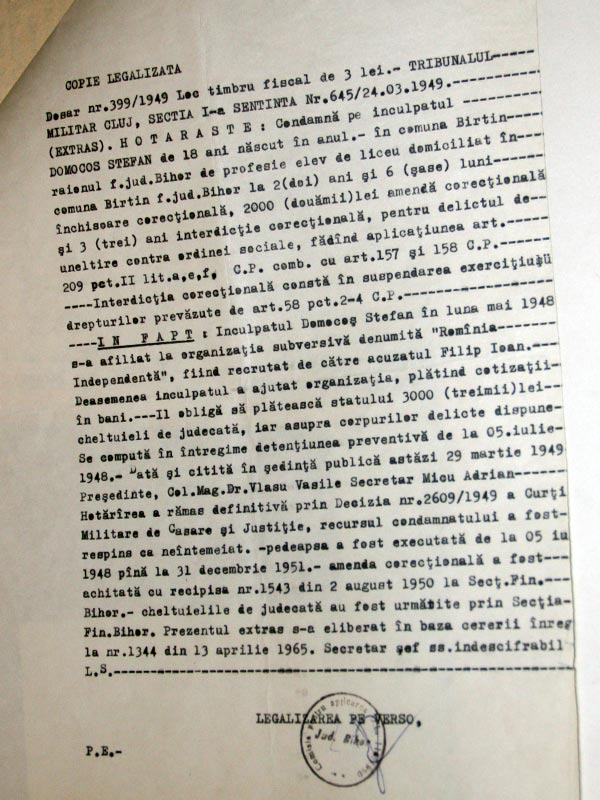 COPIE LEGALIZATA
Dosar nr.399/1949 Loc timbru fiscal de 3 lei.- TRIBUNALUL-----
MILITAR CLUJ, SECTIA I-a SENTINTA Nr.645/24.03.1949.----------
(EXTRAS). H O T A R A S T E : Condamnă pe inculpatul ----------
DOMOCOS STEFAN de 18 ani născut în anul.- în comuna Birtin----
raionul f.jud.Bihor de profesie elev de liceu domiciliat în---
comuna Birtin f.jud.Bihor la 2(doi) ani şi 6 (şase) luni------
închisoare corecţională, 2000 (douămii)lei amendă corecţională
şi 3 (trei) ani interdicţie corecţională, pentru delictul de--
uneltire contra ordinei sociale, fădînd aplicaţiunea art.-----
209 pct.II lit.a,e,f, C.P. comb. cu art.157 şi 158 C.P.------
----Interdicţia corecţională constă în suspendarea exerciţiuţü
drepturilor prevăzute de art.58 pct.2-4 C.P.-----------------
----I N  F A P T : Inculpatul Domocoş Stefan în luna mai 1948
s-a afiliat la organizaţia subversivă denumită "Romînia-------
Independentă", fiind recrutat de către acuzatul Filip Ioan.---
Deasemenea inculpatul a ajutat organizaţia, plătind cotizaţii-
în bani.---Il obligă să plătească statului 3000 (treimii)lei--
cheltuieli de judecată, iar asupra corpurilor delicte dispune-
Se compută în întregime detenţiunea preventivă de la 05.iulie-
1948.- Dată şi citită în şedinţă publică astăzi 29 martie 1949
Preşedinte, Col.Mag.Dr.Vlasu Vasile Secretar Micu Adrian------
Hotărîrea a rămas definitivă prin Decizia nr.2609/1949 a Curţi
Militare de Casare şi Justiţie, recursul condamnatului a fost-
respins ca neîntemeiat. -pedeapsa a fost executată de la 05 iu
1948 pînă la 31 decembrie 1951.- amenda corecţională a fost---
achitată cu recipisa nr.1543 din 2 august 1950 la Secţ.Fin.---
Bihor.- cheltuielile de judecată au fost urmăbite prin Secţia-
Fin.Bihor. Prezentul extras s-a eliberat în baza cererii înreg
la nr.1344 din 13 aprilie 1965. Secretar şef ss.indescifrabil
L.S.----------------------------------------------------------
LEGALIZAREA PE VERSO,
Jud. Bihor
P.E.-